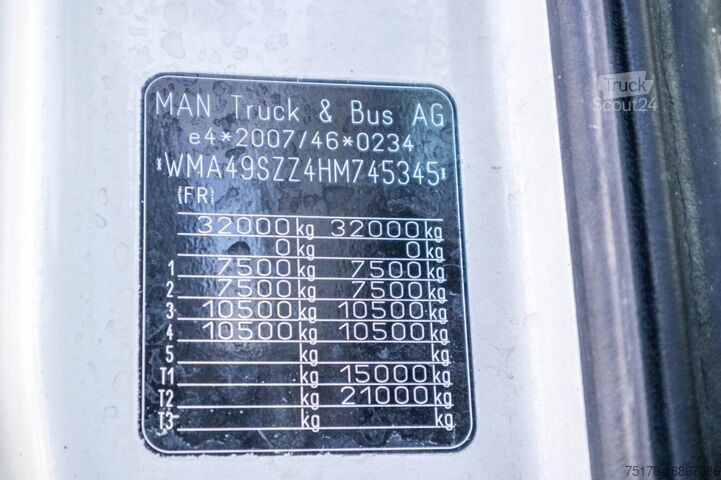 MAN Truck & Bus AG
e4*2007/46*0234
*WMA49SZZ4HM745345*
(FR)
32000 kg 32000 kg
0 kg 0 kg
1 7500 kg 7500 kg
2 7500 kg 7500 kg
3 10500 kg 10500 kg
4 10500 kg 10500 kg
5 kg kg
T1 kg 15000 kg
T2 kg 21000 kg
T3 kg kg
Truck
Scout24